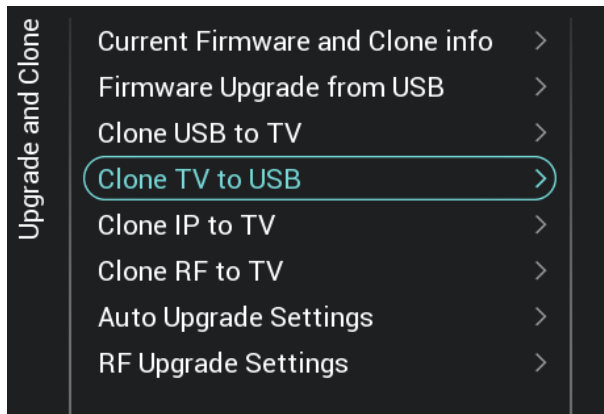 Upgrade and Clone
Current Firmware and Clone info
Firmware Upgrade from USB
Clone USB to TV
Clone TV to USB
Clone IP to TV
Clone RF to TV
Auto Upgrade Settings
RF Upgrade Settings